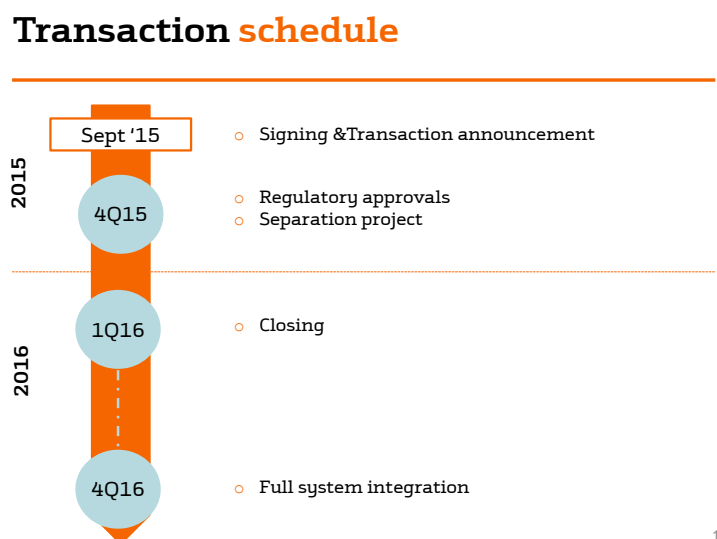 Transaction schedule
2015
Sept ‘15
○ Signing &Transaction announcement
4Q15
○ Regulatory approvals
○ Separation project
2016
1Q16
○ Closing
4Q16
○ Full system integration
1